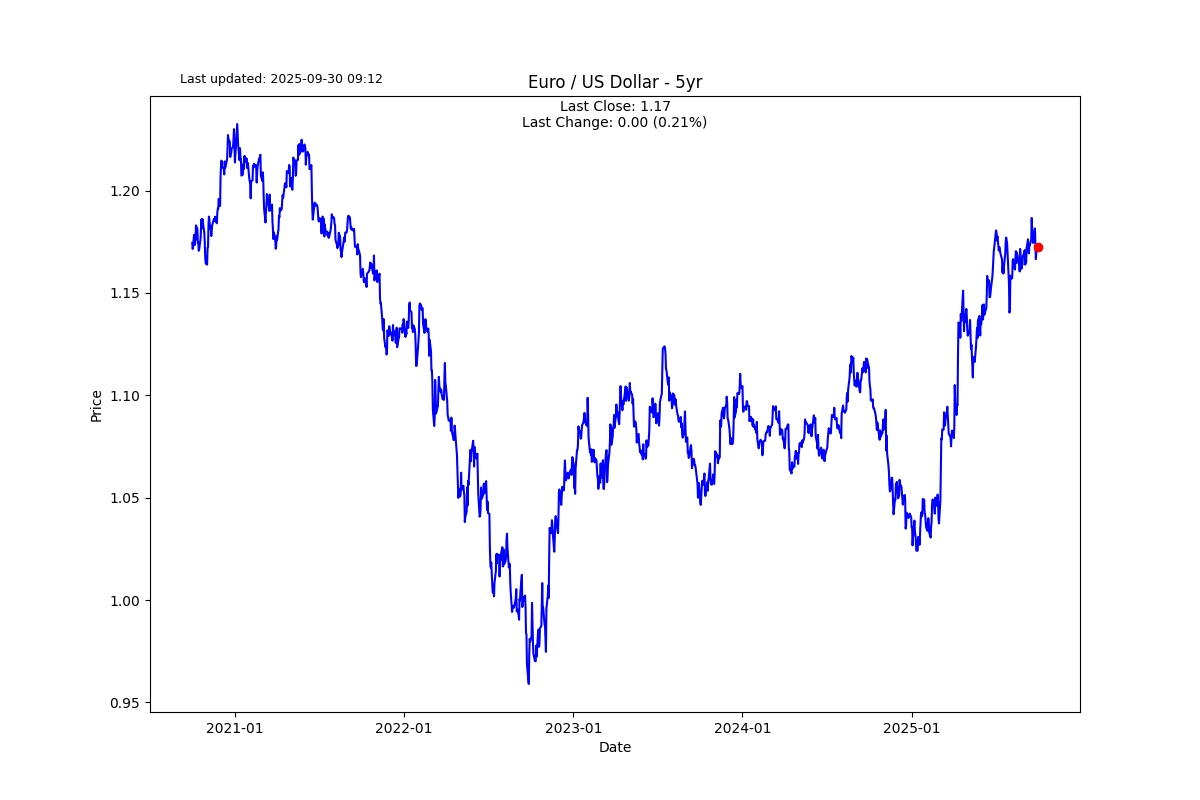 Last updated: 2025-09-30 09:12
Euro / US Dollar - 5yr
Last Close: 1.17
Last Change: 0.00 (0.21%)
1.20
1.15
1.10
1.05
1.00
0.95
Price
2021-01
2022-01
2023-01
2024-01
2025-01
Date